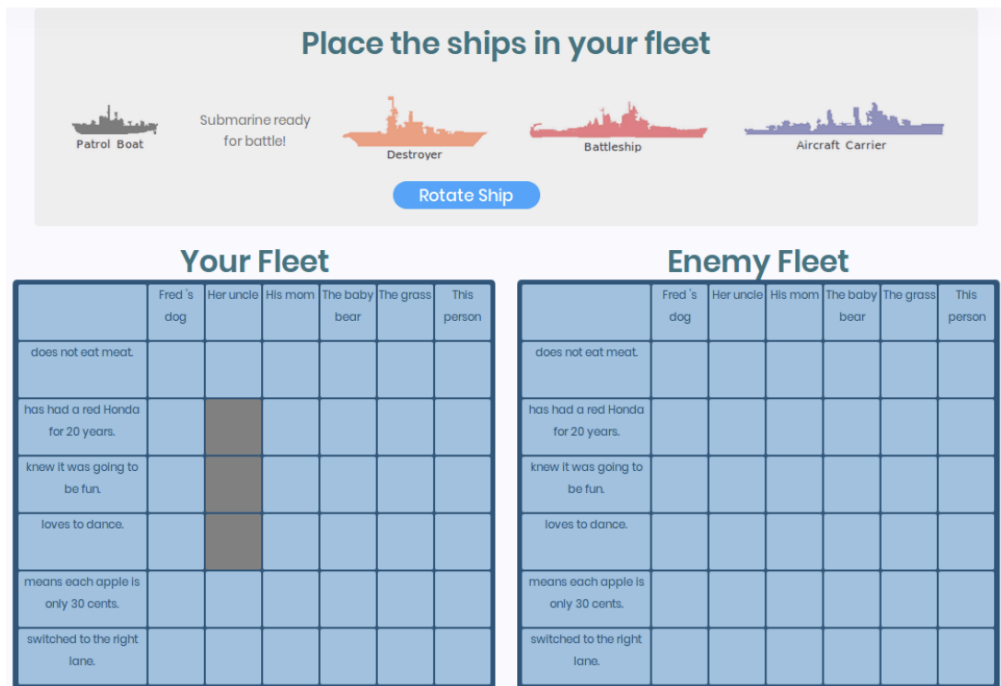 Place the ships in your fleet
Patrol Boat
Submarine ready
for battle!
Destroyer
Battleship
Aircraft Carrier
Rotate Ship
Your Fleet
Fred 's
dog
Her uncle
His mom
The baby
bear
The grass
This
person
does not eat meat.
has had a red Honda
for 20 years.
knew it was going to
be fun.
loves to dance.
means each apple is
only 30 cents.
switched to the right
lane.
Enemy Fleet
Fred 's
dog
Her uncle
His mom
The baby
bear
The grass
This
person
does not eat meat.
has had a red Honda
for 20 years.
knew it was going to
be fun.
loves to dance.
means each apple is
only 30 cents.
switched to the right
lane.